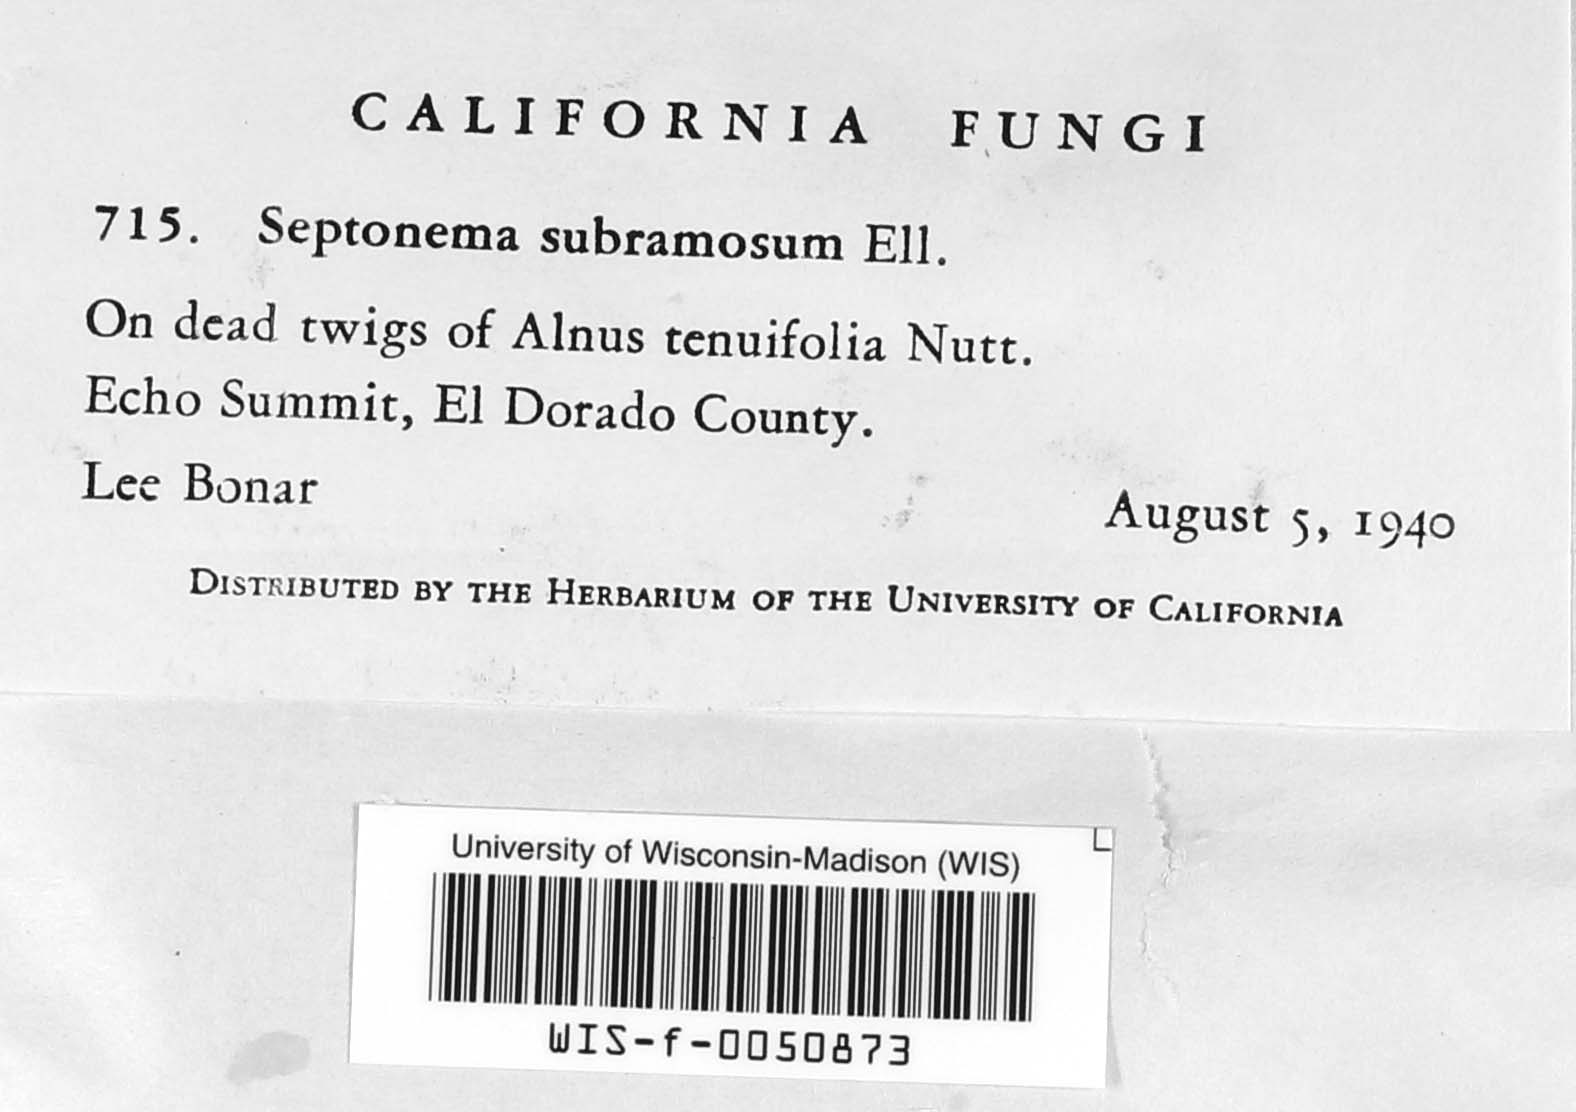 CALIFORNIA FUNGI
715. Septonema subramosum Ell.
On dead twigs of Alnus tenuifolia Nutt.
Echo Summit, El Dorado County.
Lee Bonar August 5, 1940
DISTRIBUTED BY THE HERBARIUM OF THE UNIVERSITY OF CALIFORNIA
University of Wisconsin-Madison (WIS)
WIS-f-0050873